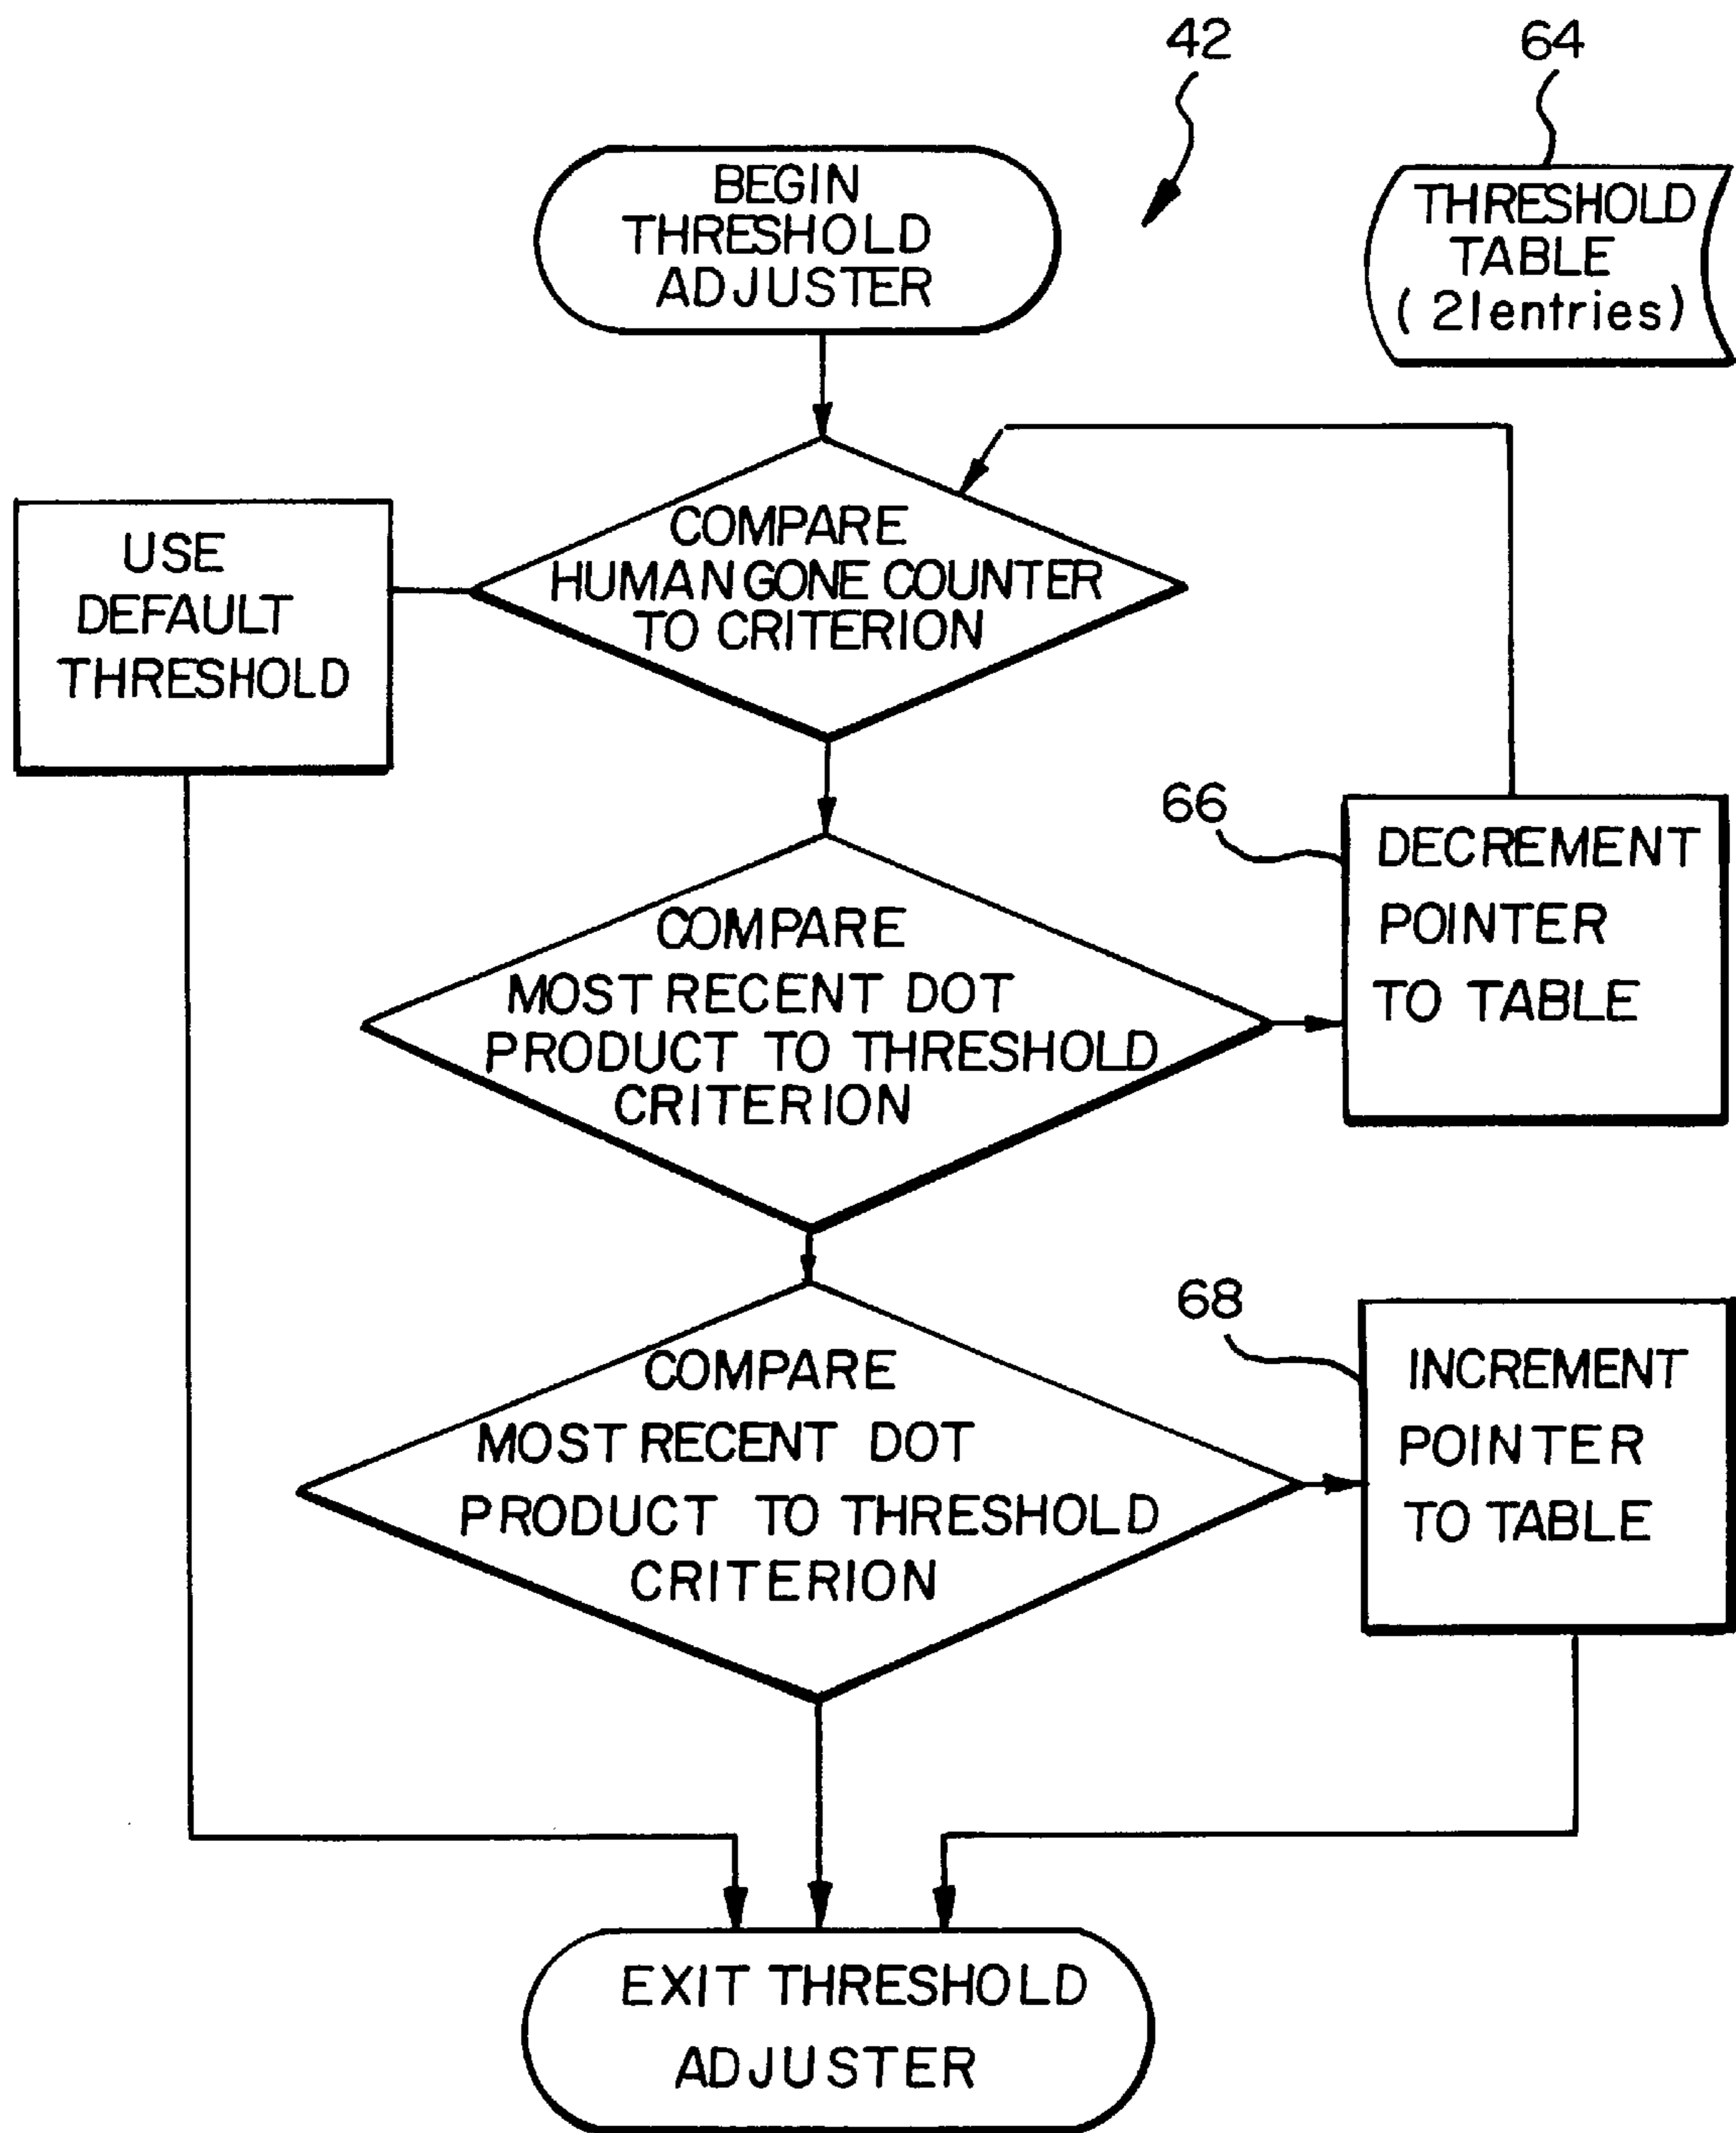 42
64
BEGIN
THRESHOLD
ADJUSTER
THRESHOLD
TABLE
(21entries)
USE
DEFAULT
THRESHOLD
COMPARE
HUMAN GONE COUNTER
TO CRITERION
66
DECREMENT
POINTER
TO TABLE
COMPARE
MOST RECENT DOT
PRODUCT TO THRESHOLD
CRITERION
68
INCREMENT
POINTER
TO TABLE
COMPARE
MOST RECENT DOT
PRODUCT TO THRESHOLD
CRITERION
EXIT THRESHOLD
ADJUSTER